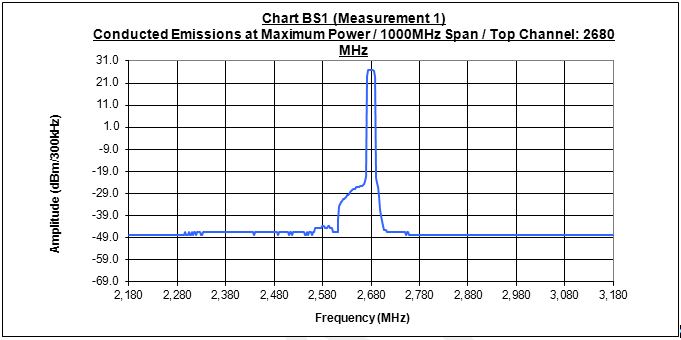 Chart BS1 (Measurement 1)
Conducted Emissions at Maximum Power / 1000MHz Span / Top Channel: 2680
MHz
31.0
21.0
11.0
1.0
-9.0
-19.0
-29.0
-39.0
-49.0
-59.0
-69.0
Amplitude (dBm/300kHz)
2,180 2,280 2,380 2,480 2,580 2,680 2,780 2,880 2,980 3,080 3,180
Frequency (MHz)